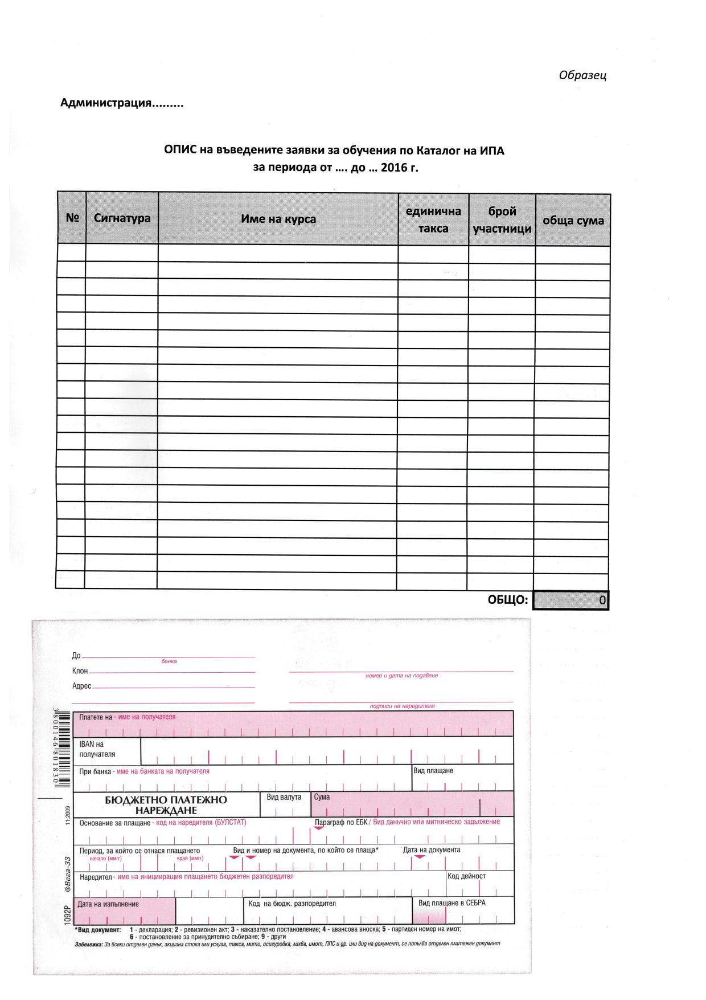 Образец
Администрация.........
ОПИС на въведените заявки за обучения по Каталог на ИПА
за периода от .... до ... 2016 г.
№ Сигнатура Име на курса единична такса брой участници обща сума
ОБЩО: 0
До
банка
Клон
номер и дата на подаване
Адрес
подписи на наредителя
Платете на - име на получателя
IBAN на
получателя
При банка - име на банката на получателя Вид плащане
БЮДЖЕТНО ПЛАТЕЖНО
НАРЕЖДАНЕ
Вид валута Сума
Основание за плащане - код на наредителя (БУЛСТАТ) Параграф по ЕБК / Вид данъчно или митническо задължение
Период, за който се отнася плащането Вид и номер на документа, по който се плаща* Дата на документа
начало (ммгг) край (ммгг)
Наредител - име на иницииращия плащането бюджетен разпоредител Код дейност
Дата на изпълнение Код на бюдж. разпоредител Вид плащане в СЕБРА
*Вид документ: 1 - декларация; 2 - ревизионен акт; 3 - наказателно постановление; 4 - авансова вноска; 5 - партиден номер на имот;
6 - постановление за принудително събиране; 9 - други
Забележка: За всеки отделен данък, акцизна стока или услуга, такса, мито, осигуровка, лихва, имот, ППС и др. или вид на документ, се попълва отделен платежен документ
3800146801830
11.2009
®Вега-33
1092P